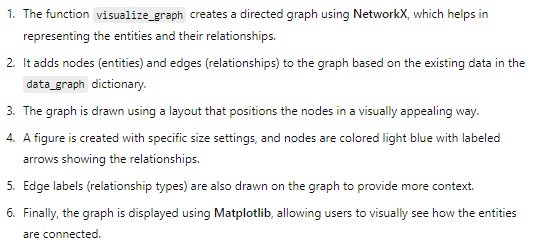 1. The function visualize_graph creates a directed graph using NetworkX, which helps in
representing the entities and their relationships.
2. It adds nodes (entities) and edges (relationships) to the graph based on the existing data in the
data_graph dictionary.
3. The graph is drawn using a layout that positions the nodes in a visually appealing way.
4. A figure is created with specific size settings, and nodes are colored light blue with labeled
arrows showing the relationships.
5. Edge labels (relationship types) are also drawn on the graph to provide more context.
6. Finally, the graph is displayed using Matplotlib, allowing users to visually see how the entities
are connected.